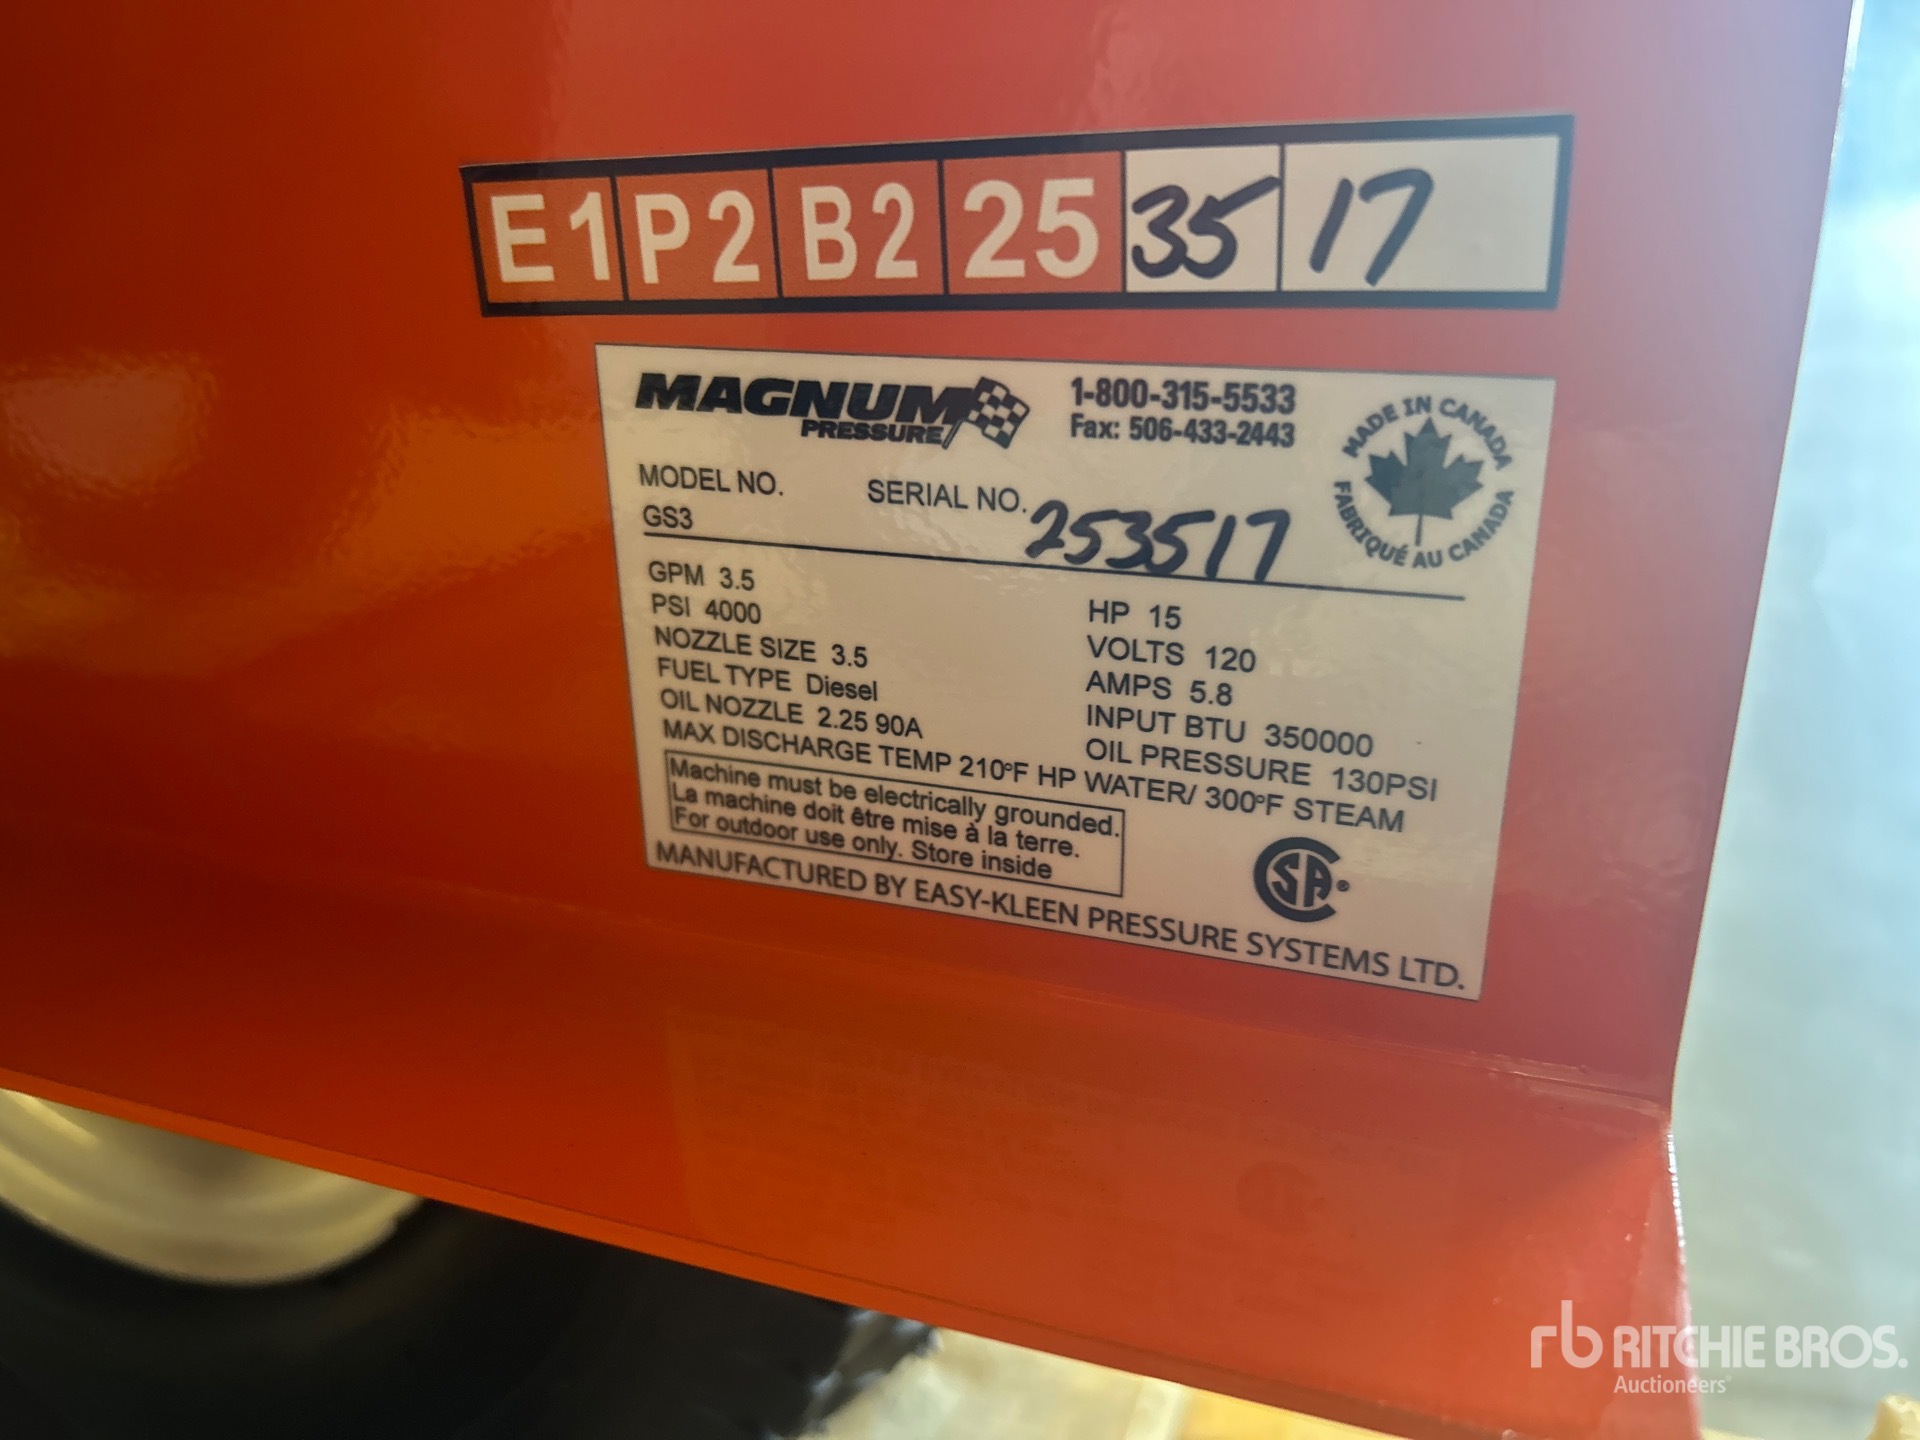 E1 P2 B2 25 35 17
MAGNUM
PRESSURE
1-800-315-5533
Fax: 506-433-2443
MADE IN CANADA
FABRIQUÉ AU CANADA
MODEL NO.
GS3
SERIAL NO. 253517
GPM 3.5
PSI 4000
NOZZLE SIZE 3.5
FUEL TYPE Diesel
OIL NOZZLE 2.25 90A
HP 15
VOLTS 120
AMPS 5.8
INPUT BTU 350000
OIL PRESSURE 130PSI
MAX DISCHARGE TEMP 210°F HP WATER/ 300°F STEAM
Machine must be electrically grounded.
La machine doit être mise à la terre.
For outdoor use only. Store inside
CSA®
MANUFACTURED BY EASY-KLEEN PRESSURE SYSTEMS LTD.
rb RITCHIE BROS.
Auctioneers